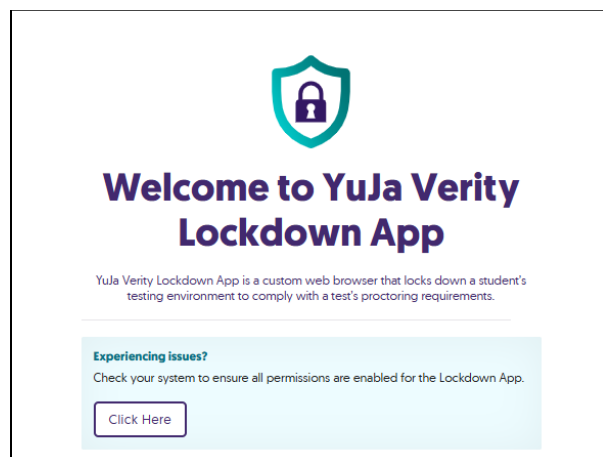 Welcome to YuJa Verity
Lockdown App
YuJa Verity Lockdown App is a custom web browser that locks down a student's
testing environment to comply with a test's proctoring requirements.
Experiencing issues?
Check your system to ensure all permissions are enabled for the Lockdown App.
Click Here